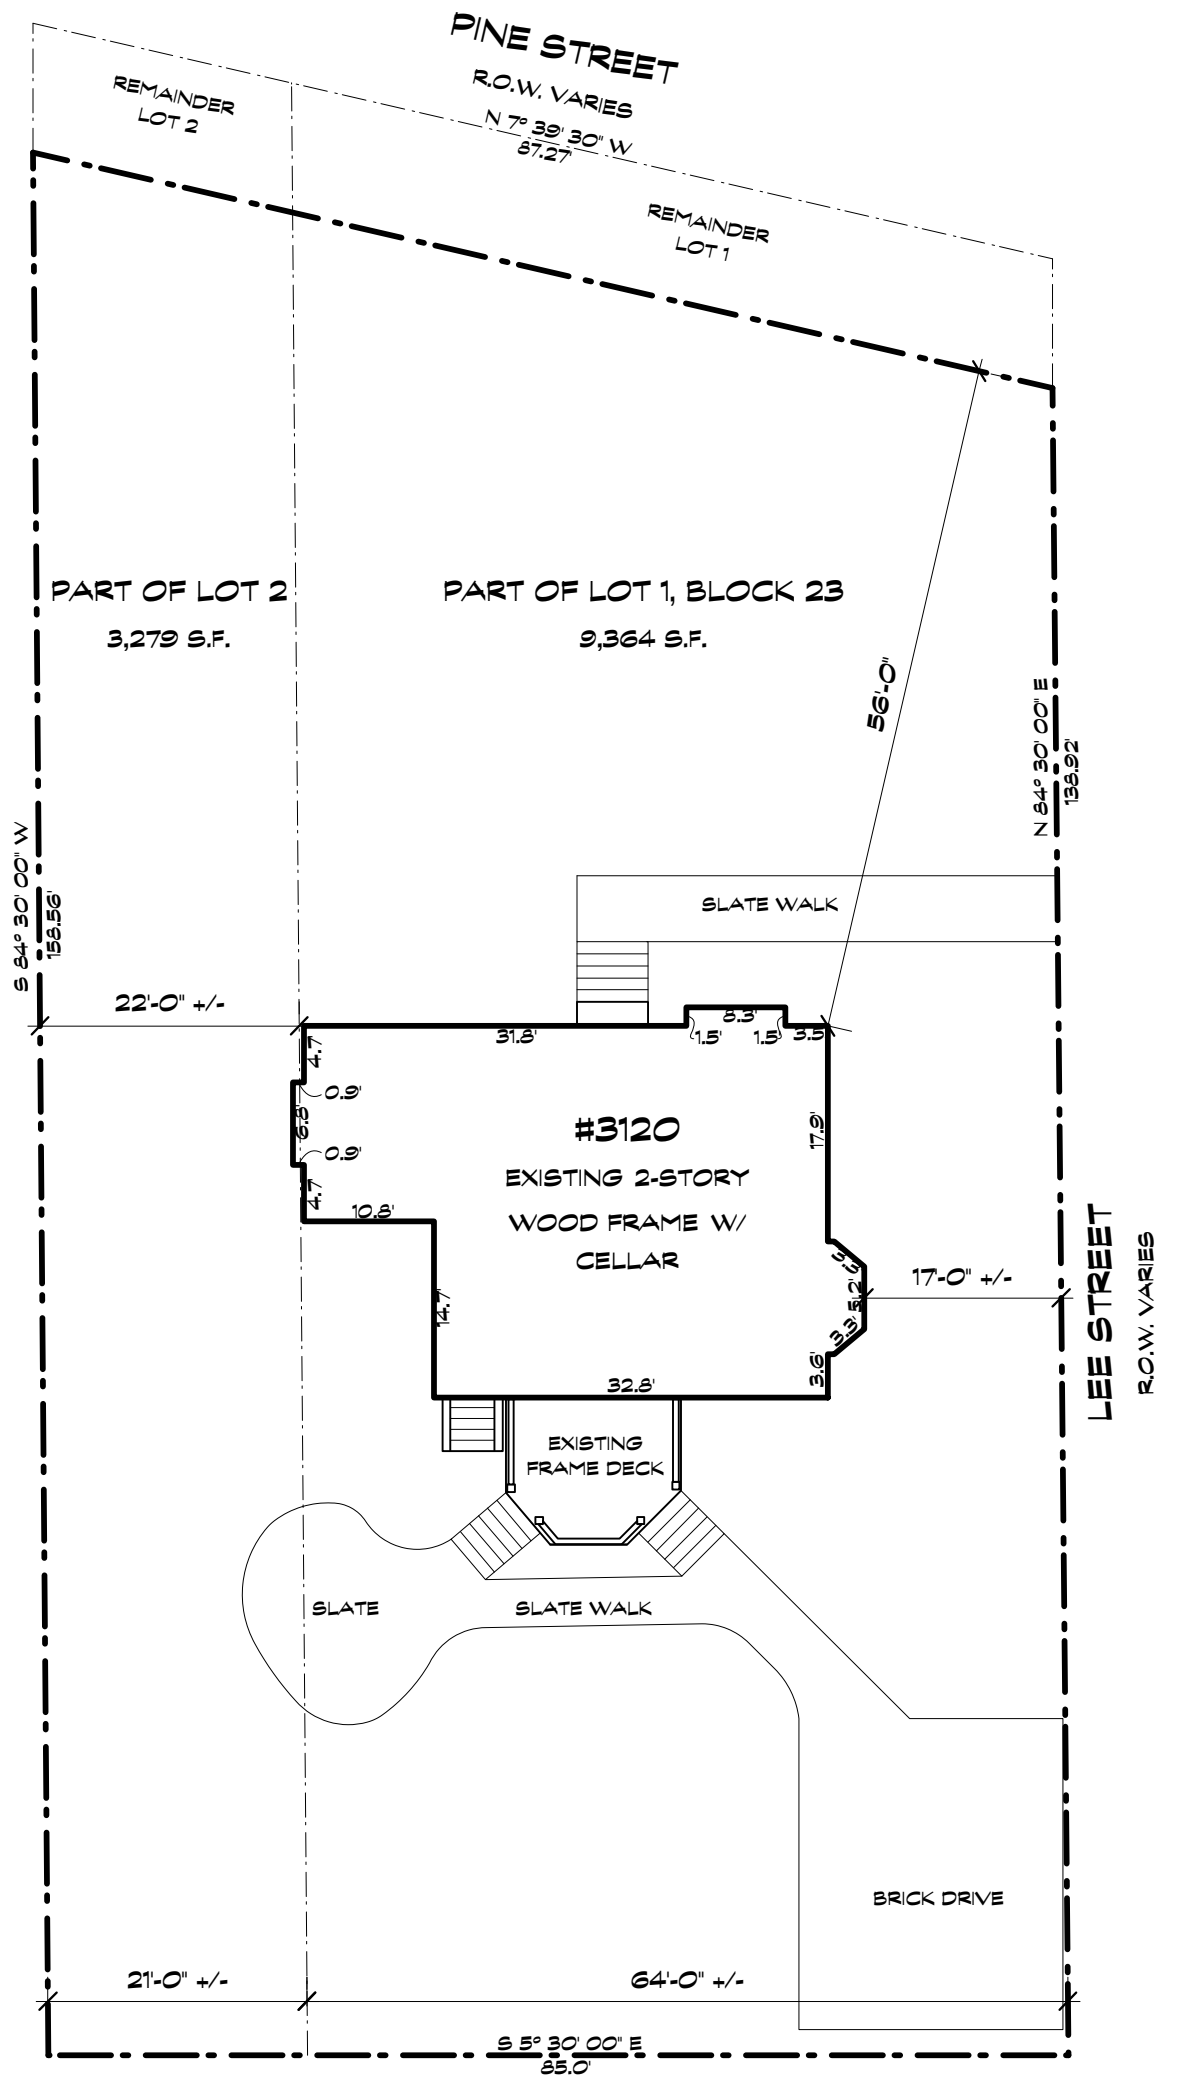 PINE STREET
R.O.W. VARIES
N 7° 39' 30" W
87.27'
REMAINDER
LOT 2
REMAINDER
LOT 1
PART OF LOT 2
3,279 S.F.
PART OF LOT 1, BLOCK 23
9,364 S.F.
56'-0"
N 84° 30' 00" E
138.92'
S 84° 30' 00" W
158.56'
SLATE WALK
22'-0" +/-
31.8'
8.3'
1.5'
1.5'
3.5'
4.7'
0.9'
6.8'
0.9'
4.7'
10.8'
14.7'
#3120
EXISTING 2-STORY
WOOD FRAME W/
CELLAR
17.9'
3.3'
5.2'
3.3'
3.6'
17'-0" +/-
LEE STREET
R.O.W. VARIES
32.8'
EXISTING
FRAME DECK
SLATE
SLATE WALK
BRICK DRIVE
21'-0" +/-
64'-0" +/-
S 5° 30' 00" E
85.0'